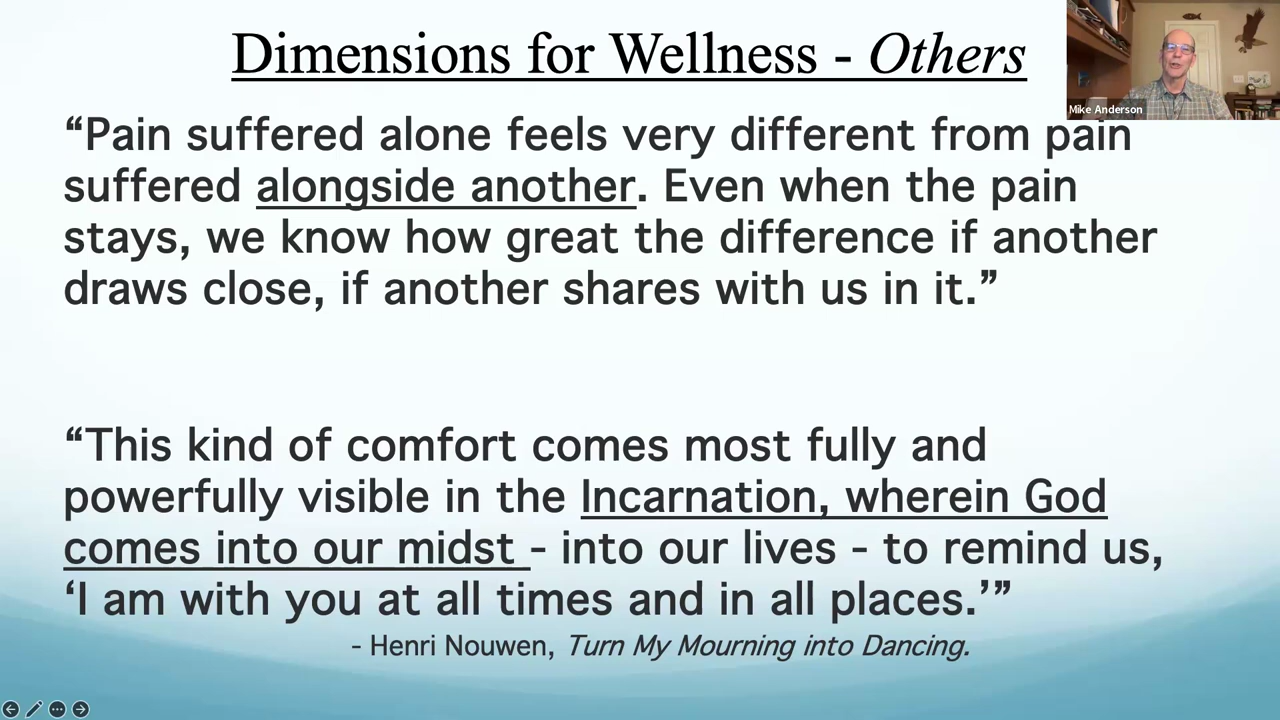 Dimensions for Wellness - Others
Mike Anderson
“Pain suffered alone feels very different from pain
suffered alongside another. Even when the pain
stays, we know how great the difference if another
draws close, if another shares with us in it.”
“This kind of comfort comes most fully and
powerfully visible in the Incarnation, wherein God
comes into our midst - into our lives - to remind us,
‘I am with you at all times and in all places.’”
- Henri Nouwen, Turn My Mourning into Dancing.